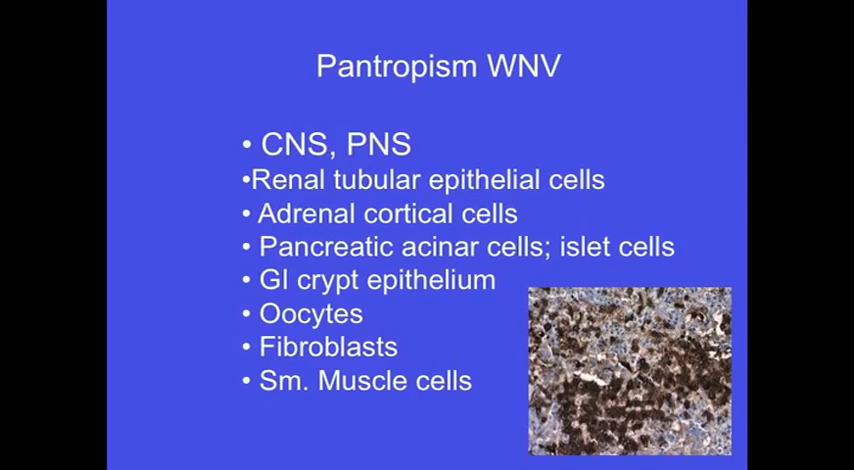 Pantropism WNV
• CNS, PNS
•Renal tubular epithelial cells
• Adrenal cortical cells
• Pancreatic acinar cells; islet cells
• GI crypt epithelium
• Oocytes
• Fibroblasts
• Sm. Muscle cells